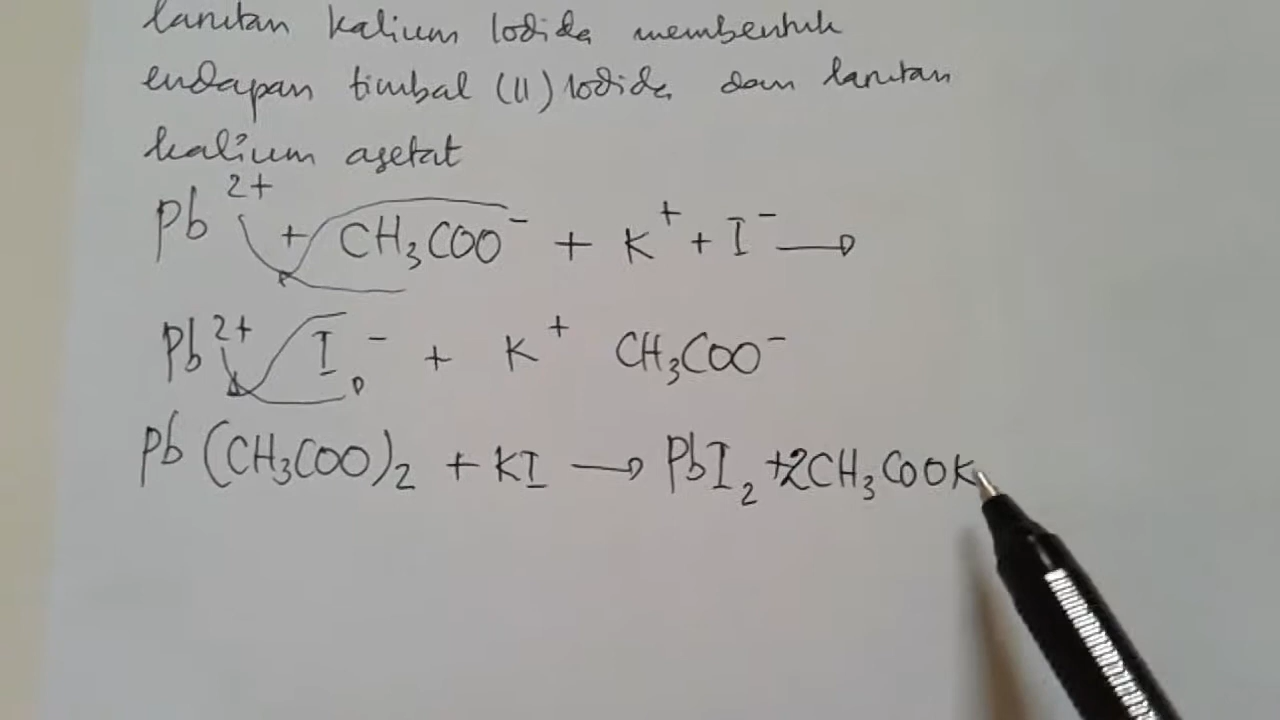 larutan kalium Iodida membentuk
endapan timbal (II) Iodida dan larutan
kalium asetat
Pb²⁺ + CH₃COO⁻ + K⁺ + I⁻ →
Pb²⁺ I⁻ + K⁺ CH₃COO⁻
Pb(CH₃COO)₂ + KI → PbI₂ + 2CH₃COOK